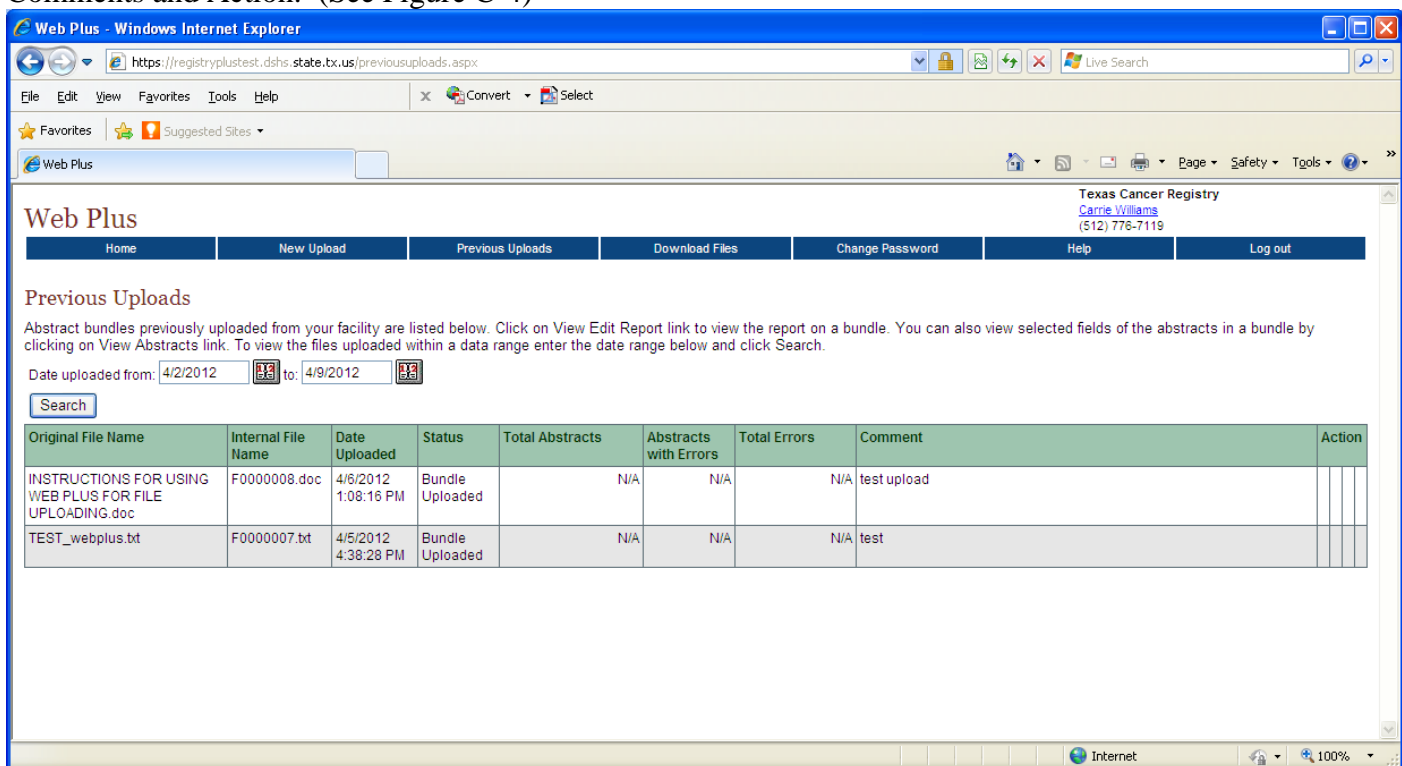 Comments and Action. (See Figure C-4)
Web Plus - Windows Internet Explorer
https://registryplustest.dshs.state.tx.us/previousuploads.aspx
Live Search
File Edit View Favorites Tools Help
x Convert Select
Favorites Suggested Sites
Web Plus
Page Safety Tools »
Texas Cancer Registry
Web Plus
Carrie Williams
(512) 776-7119
Home New Upload Previous Uploads Download Files Change Password Help Log out
Previous Uploads
Abstract bundles previously uploaded from your facility are listed below. Click on View Edit Report link to view the report on a bundle. You can also view selected fields of the abstracts in a bundle by
clicking on View Abstracts link. To view the files uploaded within a data range enter the date range below and click Search.
Date uploaded from: 4/2/2012 to: 4/9/2012
Search
Original File Name Internal File Name Date Uploaded Status Total Abstracts Abstracts with Errors Total Errors Comment Action
INSTRUCTIONS FOR USING WEB PLUS FOR FILE UPLOADING.doc F0000008.doc 4/6/2012 1:08:16 PM Bundle Uploaded N/A N/A N/A test upload
TEST_webplus.txt F0000007.txt 4/5/2012 4:38:28 PM Bundle Uploaded N/A N/A N/A test
Internet 100%